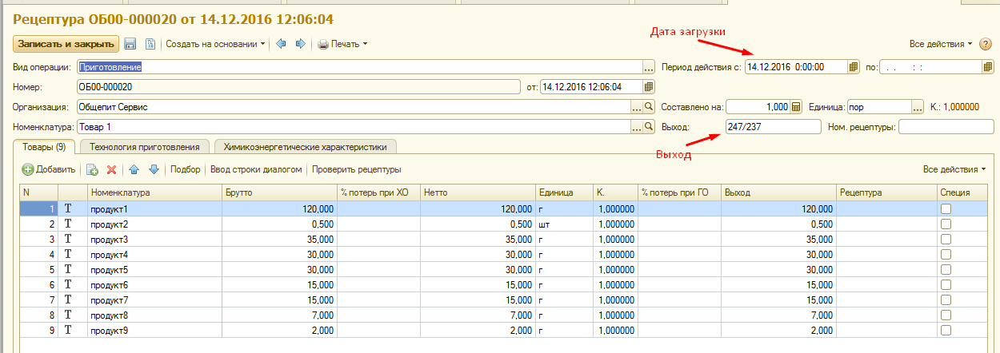 Рецептура ОБ00-000020 от 14.12.2016 12:06:04
Дата загрузки
Записать и закрыть Создать на основании Печать Все действия ?
Вид операции: Приготовление ... Период действия с: 14.12.2016 0:00:00 по: . . : :
Номер: ОБ00-000020 от: 14.12.2016 12:06:04
Организация: Общепит Сервис ... Составлено на: 1,000 Единица: пор ... К.: 1,000000
Номенклатура: Товар 1 ... Выход: 247/237 Ном. рецептуры:
Выход
Товары (9) Технология приготовления Химикоэнергетические характеристики
Добавить Подбор Ввод строки диалогом Проверить рецептуры Все действия
N Номенклатура Брутто % потерь при ХО Нетто Единица К. % потерь при ГО Выход Рецептура Специя
1 Т продукт1 120,000 120,000 г 1,000000 120,000
2 Т продукт2 0,500 0,500 шт 1,000000 0,500
3 Т продукт3 35,000 35,000 г 1,000000 35,000
4 Т продукт4 30,000 30,000 г 1,000000 30,000
5 Т продукт5 30,000 30,000 г 1,000000 30,000
6 Т продукт6 15,000 15,000 г 1,000000 15,000
7 Т продукт7 15,000 15,000 г 1,000000 15,000
8 Т продукт8 7,000 7,000 г 1,000000 7,000
9 Т продукт9 2,000 2,000 г 1,000000 2,000